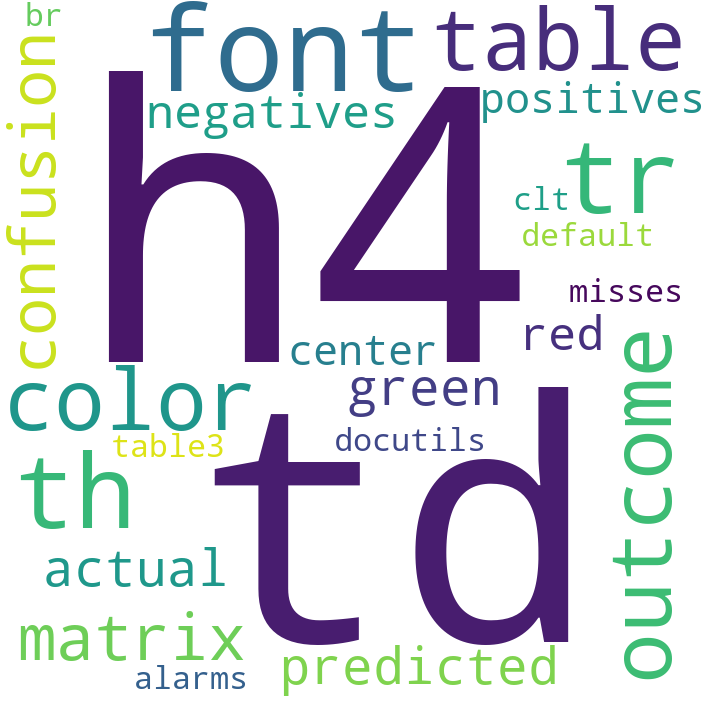 br
font
table
confusion
negatives
positives
h4
tr
clt
default
misses
red
center
green
color
outcome
td
docutils
table3
th
actual
matrix
predicted
alarms